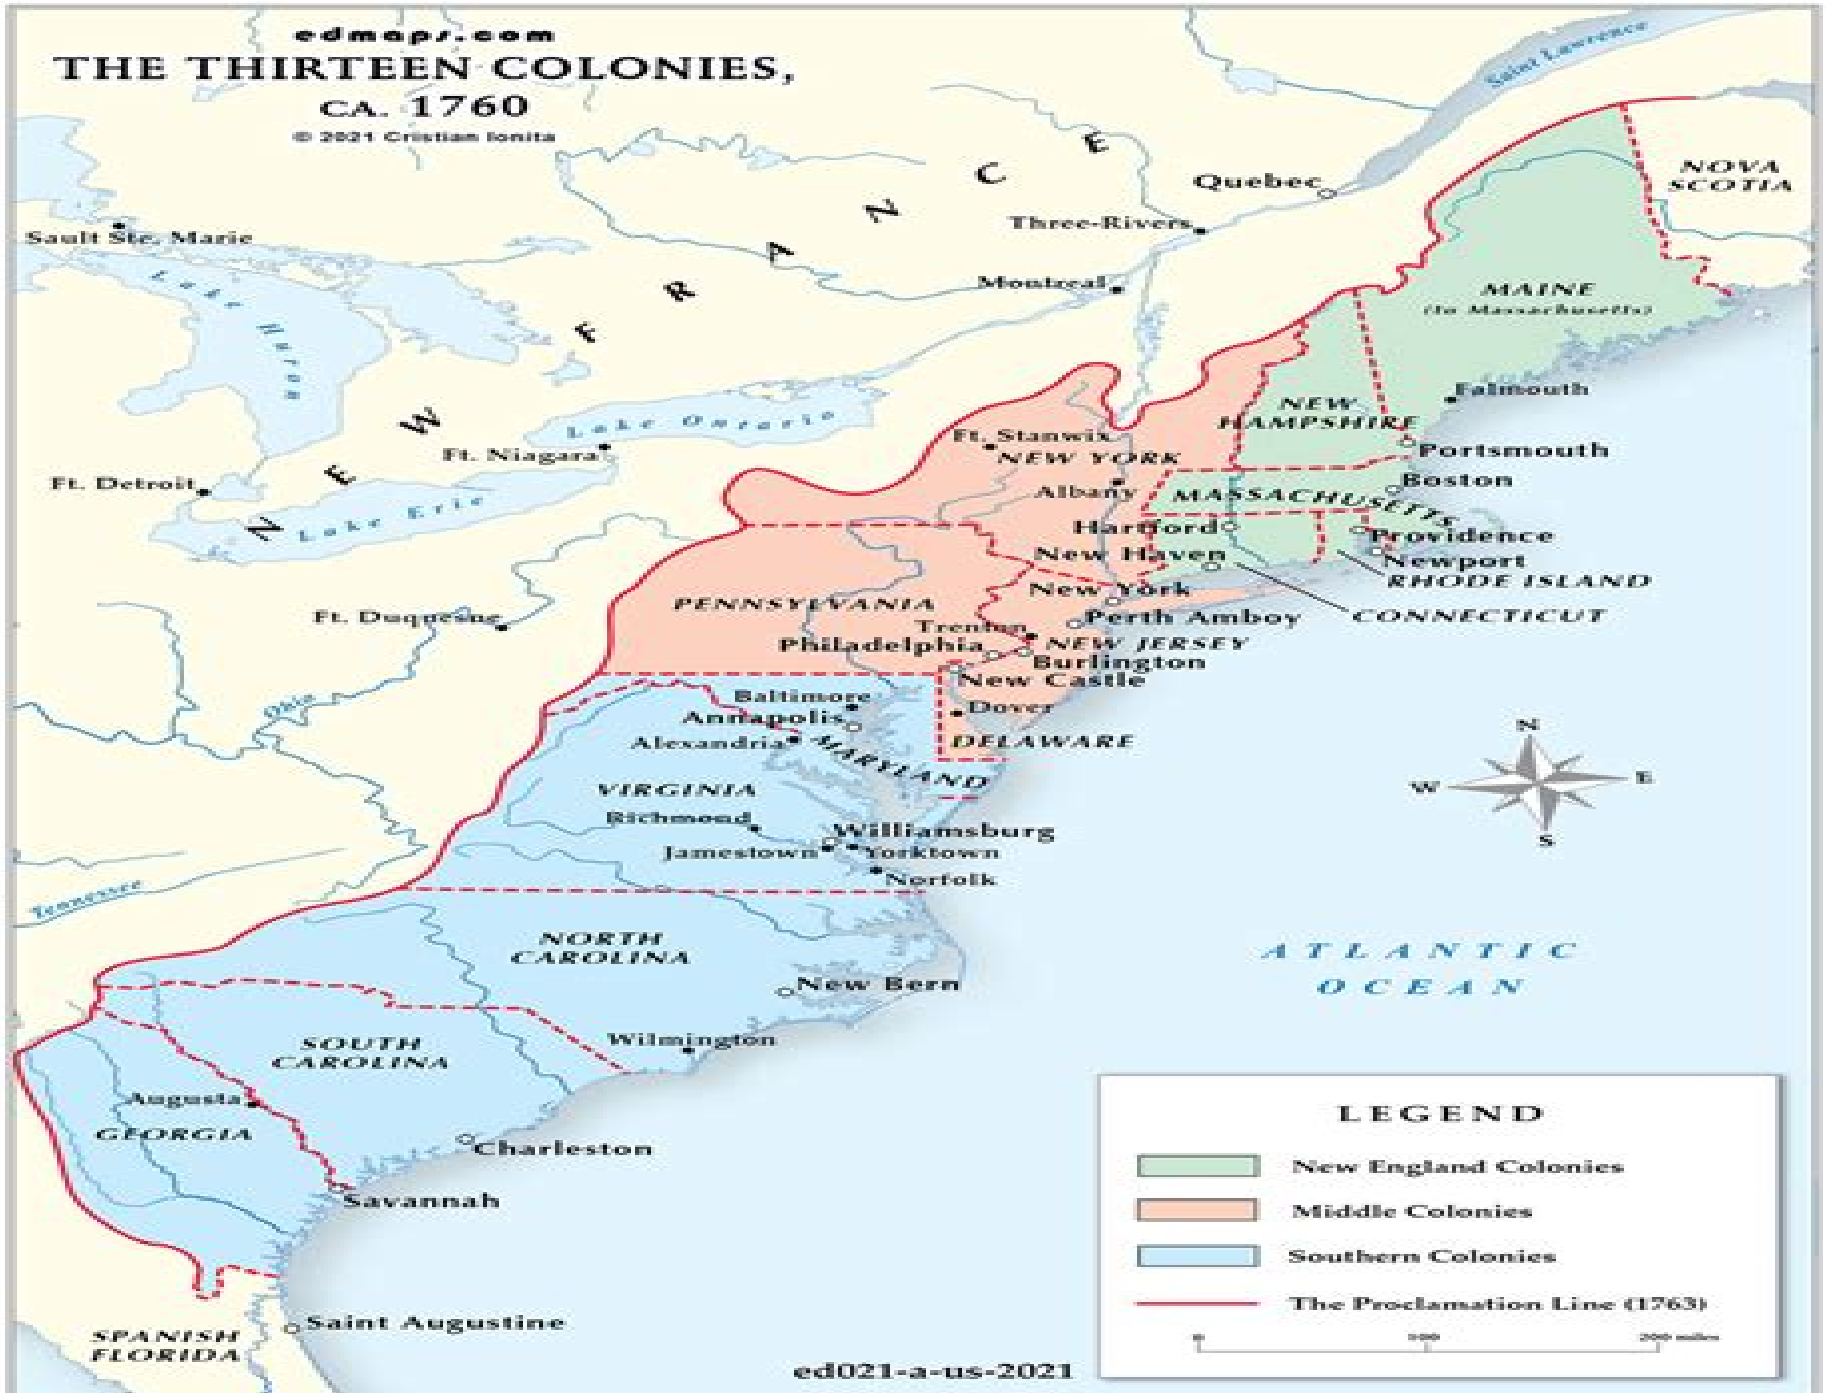 edmaps.com
THE THIRTEEN COLONIES,
CA. 1760
© 2021 Cristian Ionita
Saint Lawrence
NOVA
SCOTIA
Quebec
Three-Rivers
Montreal
Sault Ste. Marie
Lake Huron
NEW FRANCE
MAINE
(to Massachusetts)
Falmouth
NEW
HAMPSHIRE
Portsmouth
Lake Ontario
Ft. Niagara
Ft. Stanwix
NEW YORK
Albany
Boston
MASSACHUSETTS
Ft. Detroit
Lake Erie
Hartford
Providence
New Haven
Newport
RHODE ISLAND
New York
CONNECTICUT
Ft. Duquesne
PENNSYLVANIA
Perth Amboy
Trenton
NEW JERSEY
Philadelphia
Burlington
New Castle
Ohio
Baltimore
Dover
Annapolis
Alexandria
MARYLAND
DELAWARE
N
W
E
S
VIRGINIA
Richmond
Williamsburg
Jamestown
Yorktown
Norfolk
Tennessee
NORTH
CAROLINA
New Bern
ATLANTIC
OCEAN
Wilmington
SOUTH
CAROLINA
Augusta
GEORGIA
Charleston
Savannah
Saint Augustine
SPANISH
FLORIDA
LEGEND
New England Colonies
Middle Colonies
Southern Colonies
The Proclamation Line (1763)
0 100 200 miles
ed021-a-us-2021